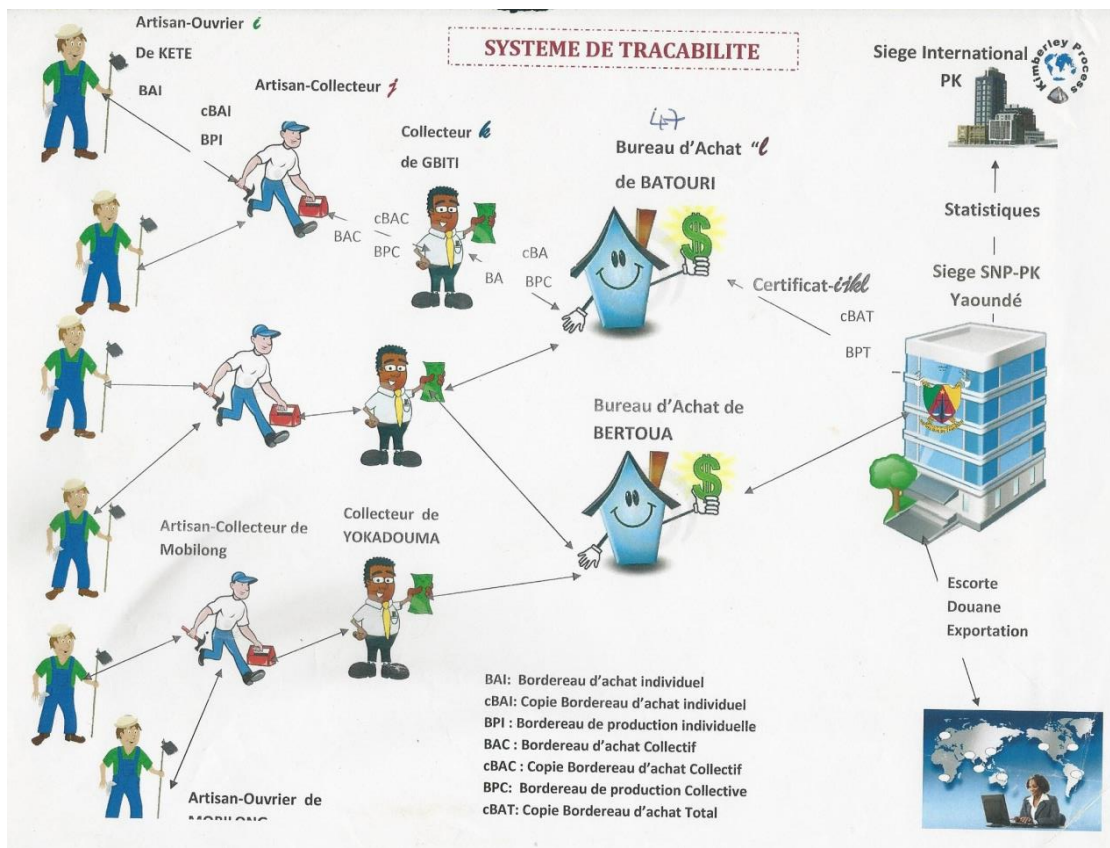 Artisan-Ouvrier i
De KETE
BAI
cBAI
BPI
Artisan-Collecteur j
SYSTEME DE TRACABILITE
Siege International
PK
Kimberley Process
Collecteur k
de GBITI
47
Bureau d'Achat "l
de BATOURI
cBAC
BAC
BPC
cBA
BA
BPC
Statistiques
Siege SNP-PK
Yaoundé
Certificat-ijkl
cBAT
BPT
Bureau d'Achat de
BERTOUA
Artisan-Collecteur de
Mobilong
Collecteur de
YOKADOUMA
Escorte
Douane
Exportation
BAI: Bordereau d'achat individuel
cBAI: Copie Bordereau d'achat individuel
BPI : Bordereau de production individuelle
BAC : Bordereau d'achat Collectif
cBAC : Copie Bordereau d'achat Collectif
BPC: Bordereau de production Collective
cBAT: Copie Bordereau d'achat Total
Artisan-Ouvrier de
MOBILONG